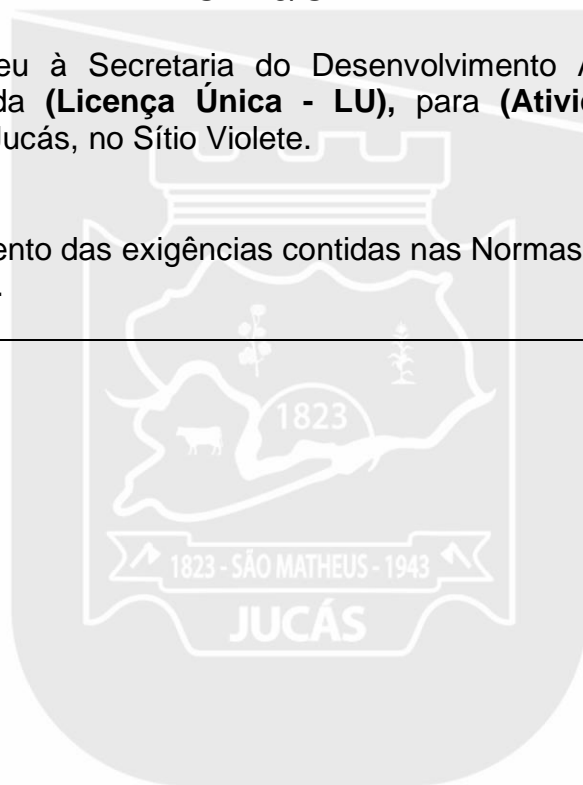 eu à Secretaria do Desenvolvimento
da (Licença Única - LU), para (Ativi
Jucás, no Sítio Violete.
ento das exigências contidas nas Normas
1823
1823 - SÃO MATHEUS - 1943
JUCÁS